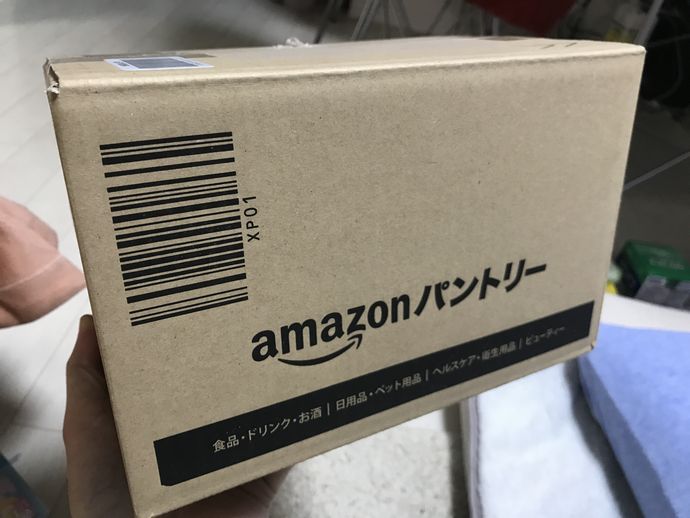 XP01
amazonパントリー
食品・ドリンク・お酒 | 日用品・ペット用品 | ヘルスケア・衛生用品 | ビューティー